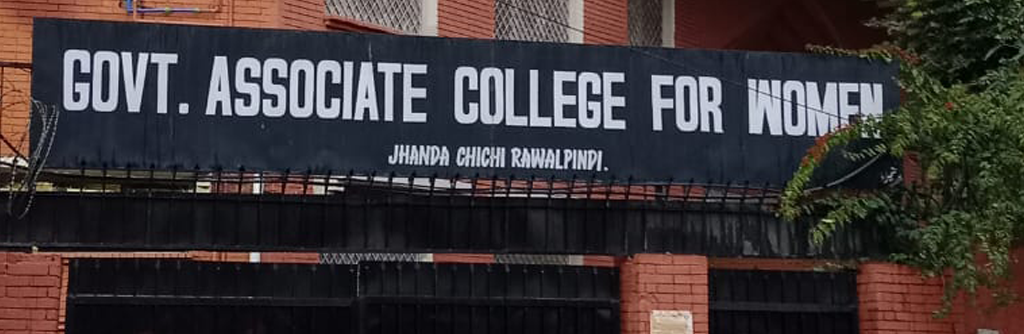 GOVT. ASSOCIATE COLLEGE FOR WOMEN
JHANDA CHICHI RAWALPINDI.